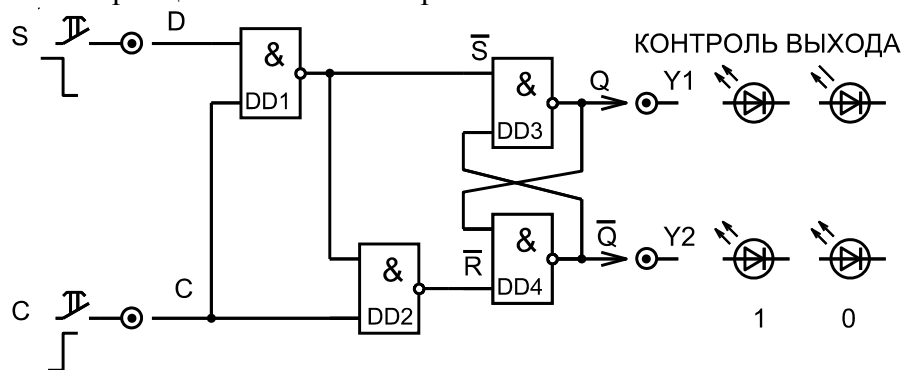 КОНТРОЛЬ ВЫХОДА
S D & S̅ & Q Y1
DD1 DD3
C C & R̅ & Q̅ Y2
DD2 DD4
1 0